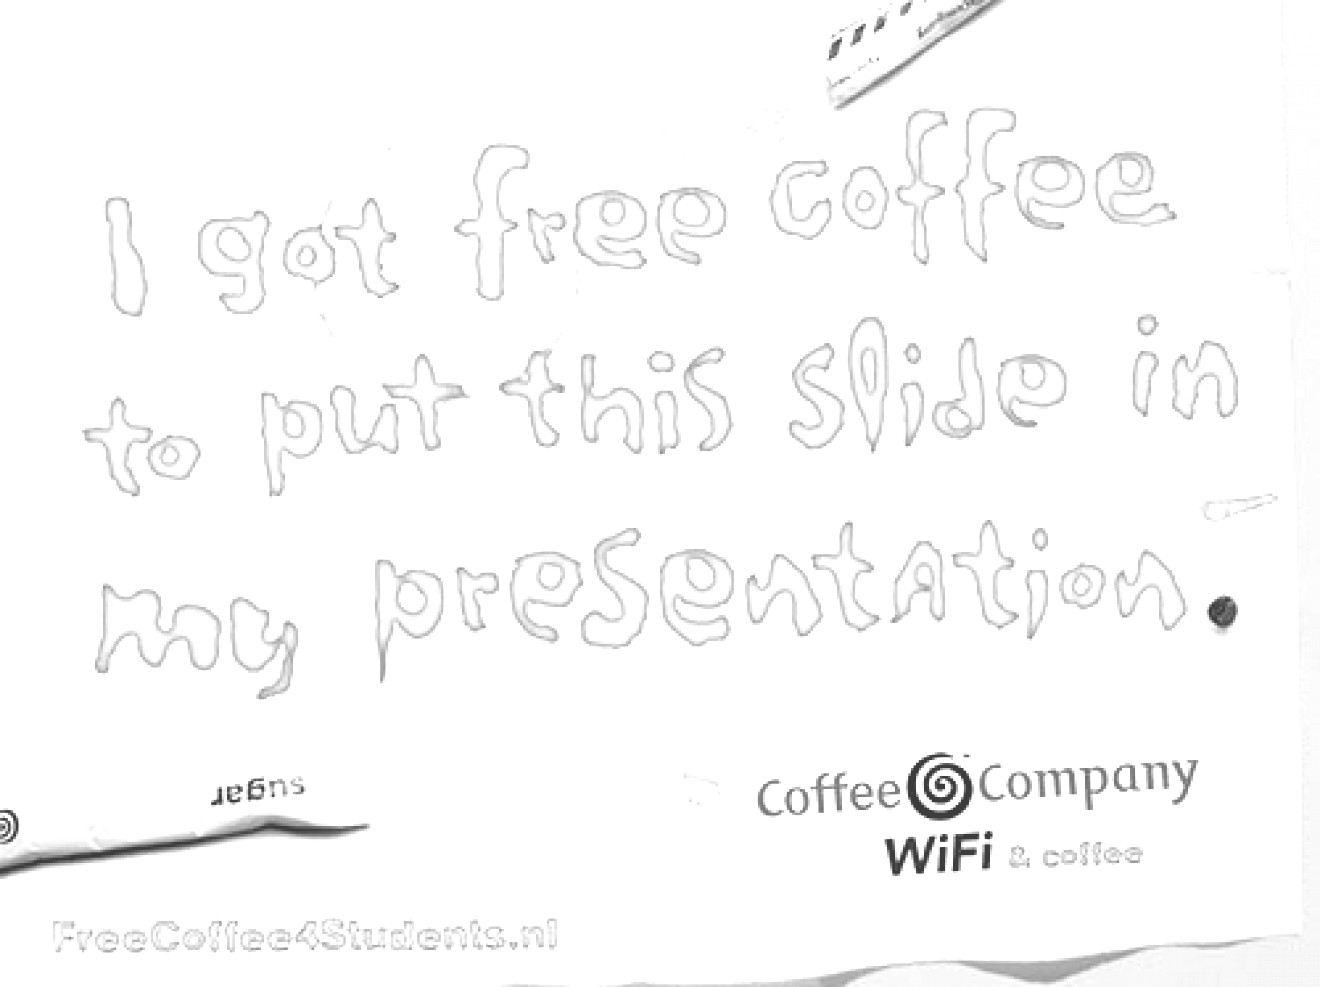 I got free coffee
to put this slide in
my presentation.
sugar
Coffee Company
WiFi & coffee
FreeCoffee4Students.nl